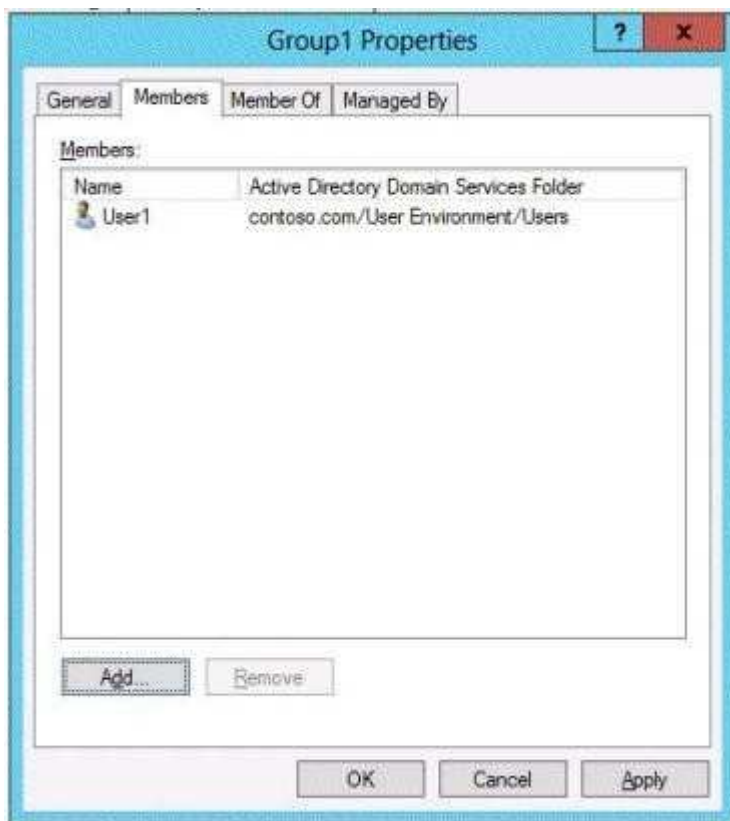 Group1 Properties
?
x
General Members Member Of Managed By
Members:
Name Active Directory Domain Services Folder
User1 contoso.com/User Environment/Users
Add... Remove
OK Cancel Apply